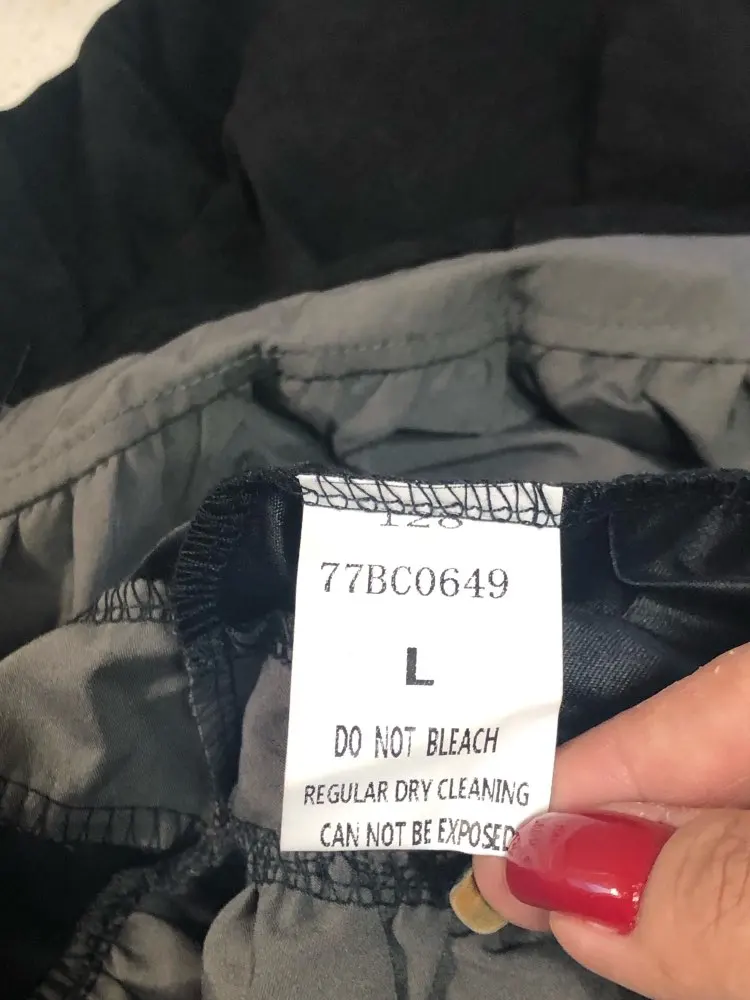 77BC0649
L
DO NOT BLEACH
REGULAR DRY CLEANING
CAN NOT BE EXPOSED